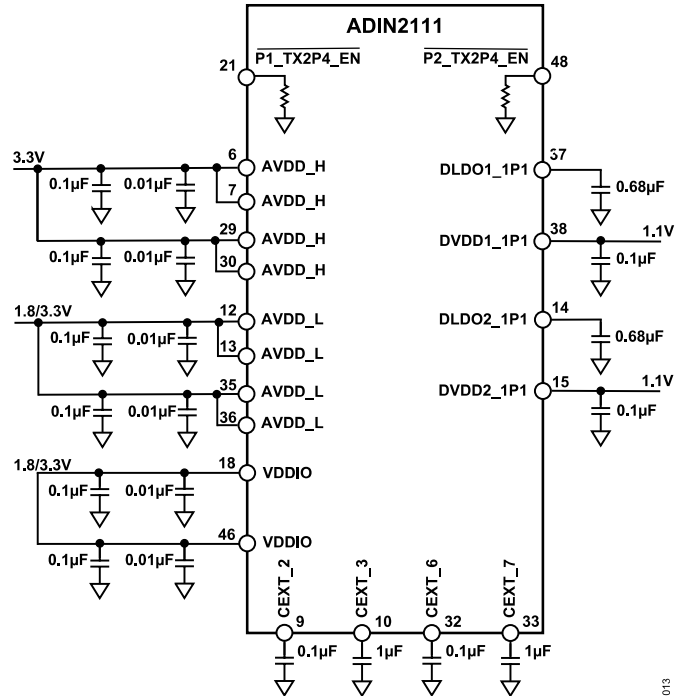 ADIN2111
21
P1_TX2P4_EN
P2_TX2P4_EN
48
3.3V
6
AVDD_H
0.1µF
0.01µF
7
AVDD_H
29
AVDD_H
0.1µF
0.01µF
30
AVDD_H
1.8/3.3V
12
AVDD_L
0.1µF
0.01µF
13
AVDD_L
35
AVDD_L
0.1µF
0.01µF
36
AVDD_L
1.8/3.3V
18
VDDIO
0.1µF
0.01µF
46
VDDIO
0.1µF
0.01µF
DLDO1_1P1
37
0.68µF
DVDD1_1P1
38
1.1V
0.1µF
DLDO2_1P1
14
0.68µF
DVDD2_1P1
15
1.1V
0.1µF
CEXT_2
9
0.1µF
CEXT_3
10
1µF
CEXT_6
32
0.1µF
CEXT_7
33
1µF
013